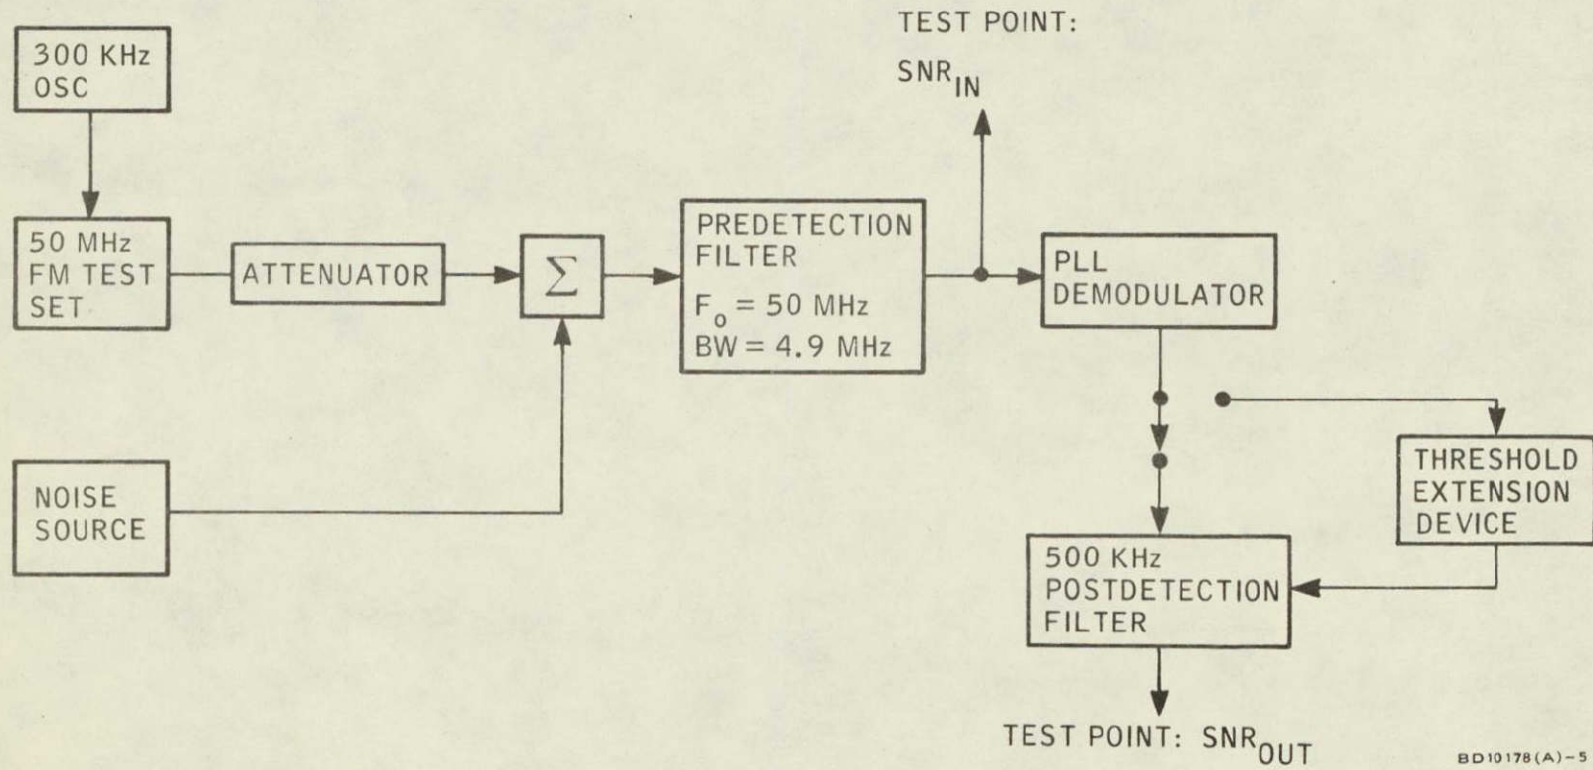 TEST POINT:
SNR_IN
300 KHz
OSC
50 MHz
FM TEST
SET
ATTENUATOR
Σ
PREDETECTION
FILTER
F_o = 50 MHz
BW = 4.9 MHz
PLL
DEMODULATOR
NOISE
SOURCE
THRESHOLD
EXTENSION
DEVICE
500 KHz
POSTDETECTION
FILTER
TEST POINT: SNR_OUT
BD10178(A)-5